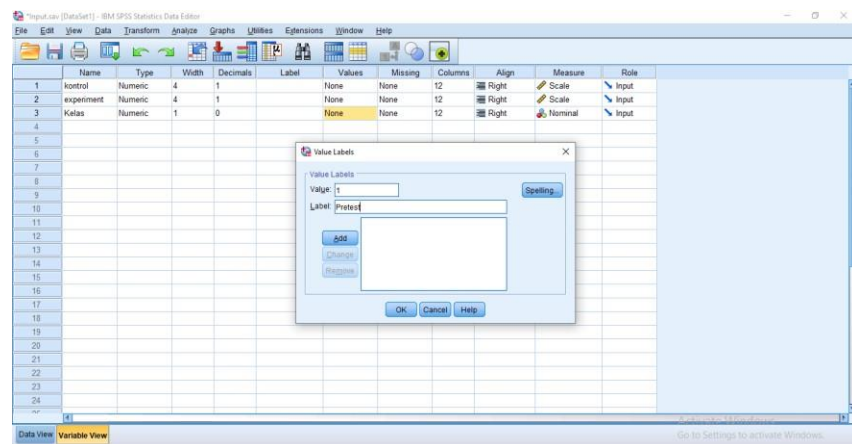 *Input.sav [DataSet1] - IBM SPSS Statistics Data Editor
File Edit View Data Transform Analyze Graphs Utilities Extensions Window Help
Name Type Width Decimals Label Values Missing Columns Align Measure Role
1 kontrol Numeric 4 1 None None 12 Right Scale Input
2 experiment Numeric 4 1 None None 12 Right Scale Input
3 Kelas Numeric 1 0 None None 12 Right Nominal Input
4
5
6
7
8
9
10
11
12
13
14
15
16
17
18
19
20
21
22
23
24
Value Labels
Value Labels
Value: 1
Spelling...
Label: Pretest
Add
Change
Remove
OK Cancel Help
Data View Variable View
Activate Windows
Go to Settings to activate Windows.